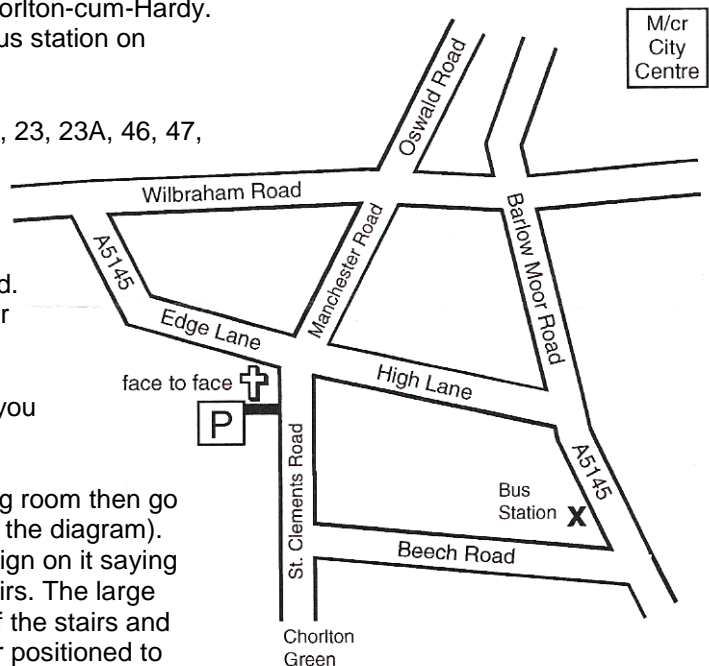 orlton-cum-Hardy.
us station on
, 23, 23A, 46, 47,
d.
r
you
g room then go
the diagram).
ign on it saying
irs. The large
f the stairs and
r positioned to
M/cr
City
Centre
Oswald Road
Wilbraham Road
A5145
Manchester Road
Barlow Moor Road
Edge Lane
High Lane
face to face
P
St. Clements Road
A5145
Bus
Station X
Beech Road
Chorlton
Green